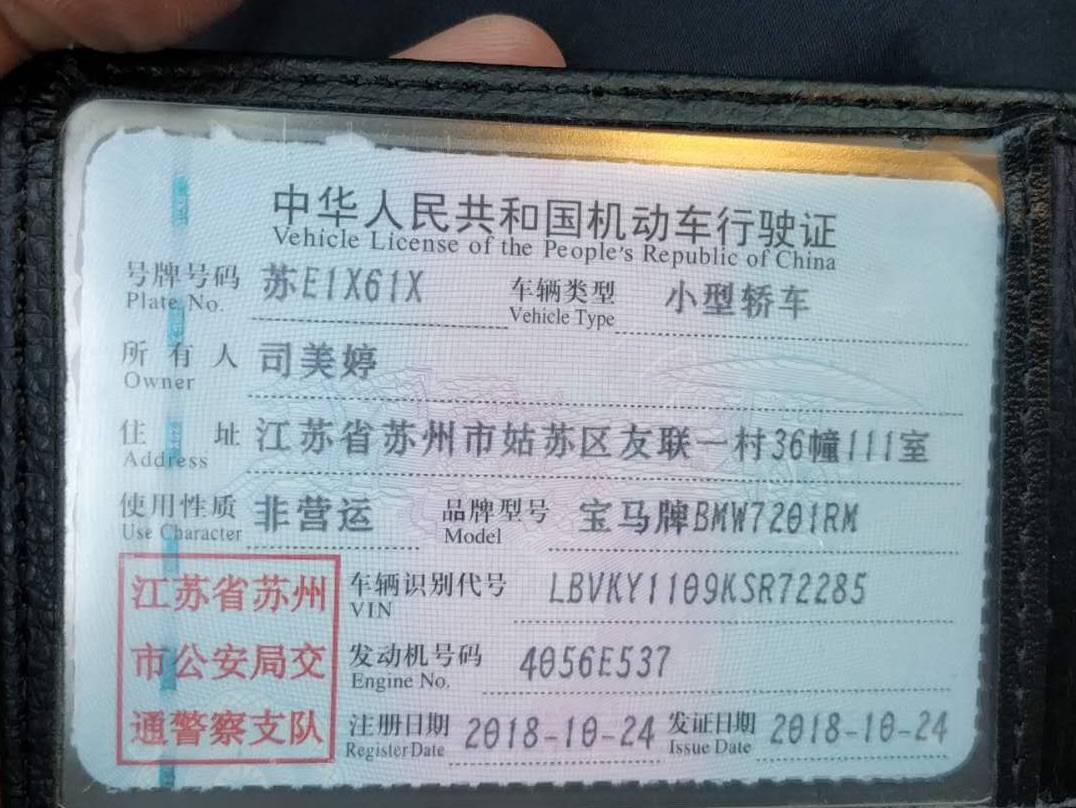 中华人民共和国机动车行驶证
Vehicle License of the People's Republic of China
号牌号码 苏E1X61X 车辆类型 小型轿车
Plate No. Vehicle Type
所有人 司美婷
Owner
住址 江苏省苏州市姑苏区友联一村36幢111室
Address
使用性质 非营运 品牌型号 宝马牌BMW7201RM
Use Character Model
江苏省苏州 车辆识别代号 LBVKY1109KSR72285
VIN
市公安局交 发动机号码 4056E537
Engine No.
通警察支队 注册日期 2018-10-24 发证日期 2018-10-24
Register Date Issue Date